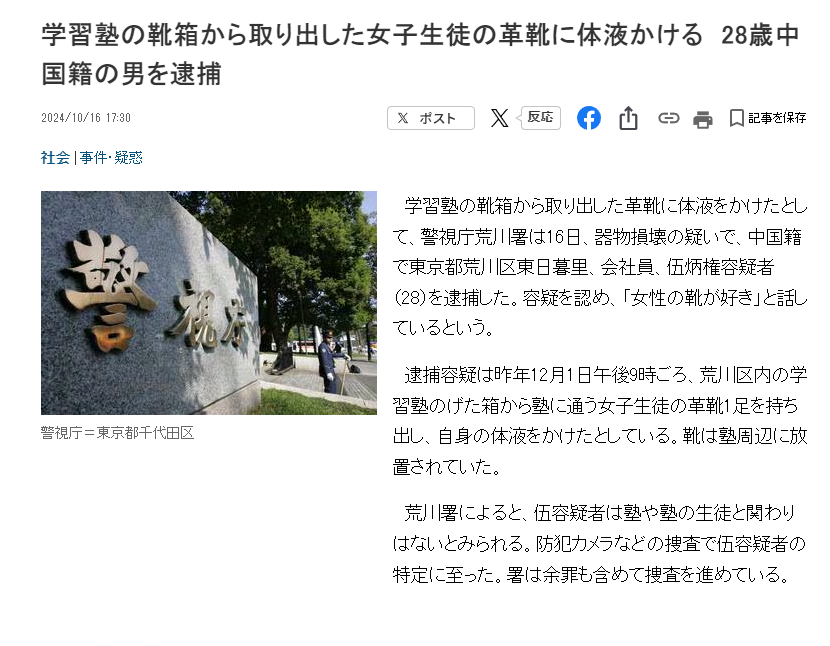 学習塾の靴箱から取り出した女子生徒の革靴に体液かける　28歳中
国籍の男を逮捕
2024/10/16 17:30
ポスト
反応
記事を保存
社会 | 事件・疑惑
警視庁
警視庁＝東京都千代田区
学習塾の靴箱から取り出した革靴に体液をかけたとし
て、警視庁荒川署は16日、器物損壊の疑いで、中国籍
で東京都荒川区東日暮里、会社員、伍炳権容疑者
（28）を逮捕した。容疑を認め、「女性の靴が好き」と話し
ているという。
逮捕容疑は昨年12月1日午後9時ごろ、荒川区内の学
習塾のげた箱から塾に通う女子生徒の革靴1足を持ち
出し、自身の体液をかけたとしている。靴は塾周辺に放
置されていた。
荒川署によると、伍容疑者は塾や塾の生徒と関わり
はないとみられる。防犯カメラなどの捜査で伍容疑者の
特定に至った。署は余罪も含めて捜査を進めている。